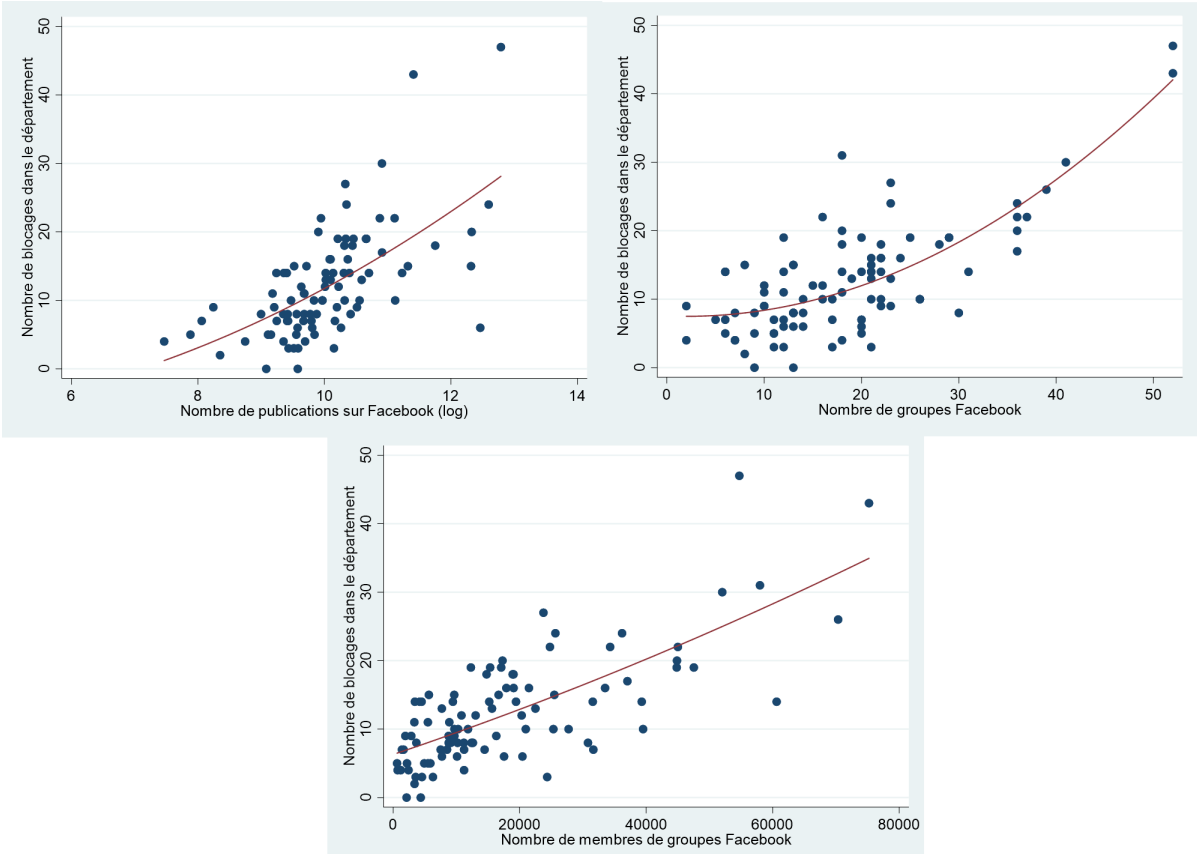 Nombre de blocages dans le département
50
40
30
20
10
0
6 8 10 12 14
Nombre de publications sur Facebook (log)
Nombre de blocages dans le département
50
40
30
20
10
0
0 10 20 30 40 50
Nombre de groupes Facebook
Nombre de blocages dans le département
50
40
30
20
10
0
0 20000 40000 60000 80000
Nombre de membres de groupes Facebook